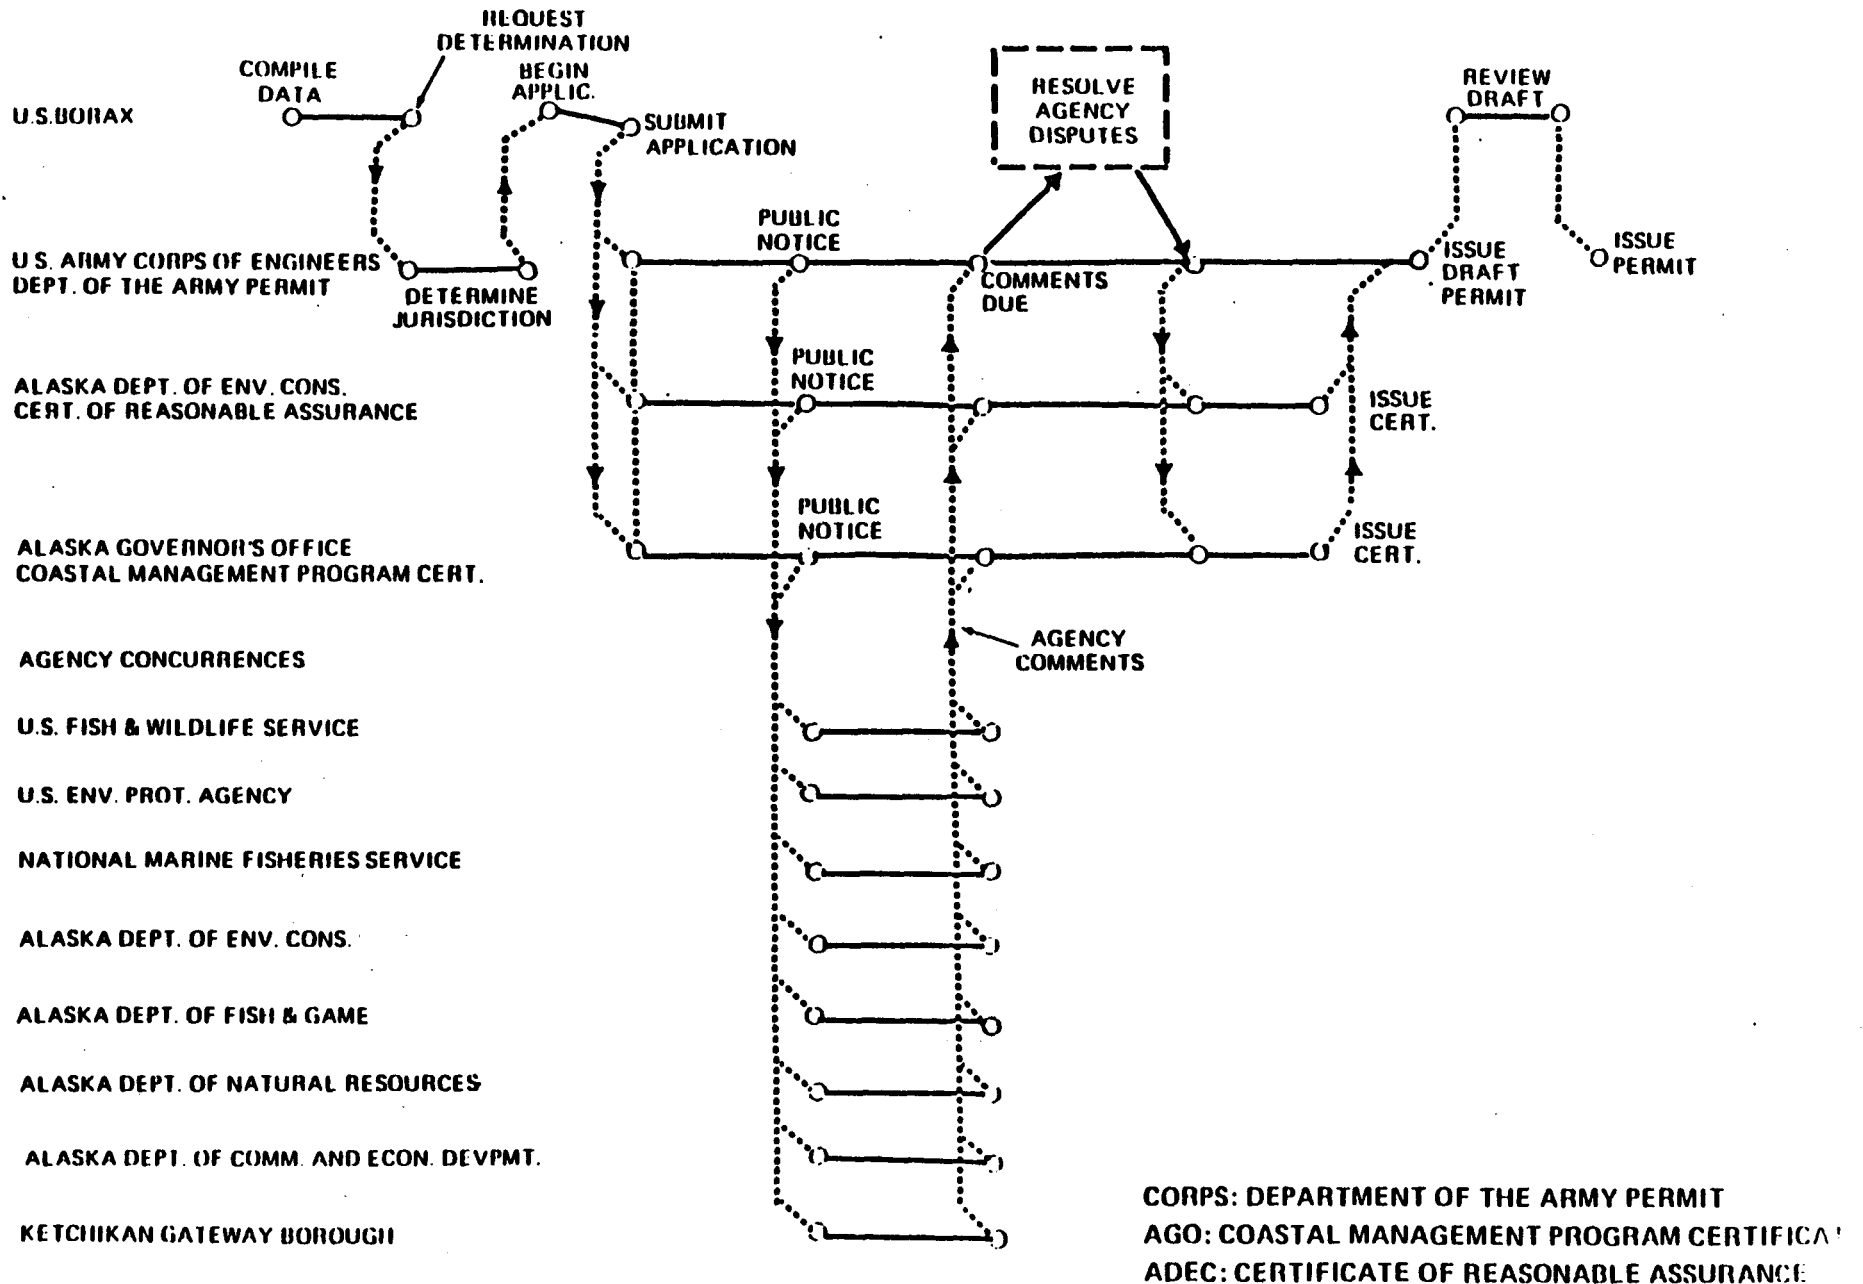 REQUEST
DETERMINATION
COMPILE
DATA
BEGIN
APPLIC.
U.S. BORAX
SUBMIT
APPLICATION
RESOLVE
AGENCY
DISPUTES
REVIEW
DRAFT
PUBLIC
NOTICE
U.S. ARMY CORPS OF ENGINEERS
DEPT. OF THE ARMY PERMIT
DETERMINE
JURISDICTION
COMMENTS
DUE
ISSUE
DRAFT
PERMIT
ISSUE
PERMIT
PUBLIC
NOTICE
ALASKA DEPT. OF ENV. CONS.
CERT. OF REASONABLE ASSURANCE
ISSUE
CERT.
PUBLIC
NOTICE
ALASKA GOVERNOR'S OFFICE
COASTAL MANAGEMENT PROGRAM CERT.
ISSUE
CERT.
AGENCY
COMMENTS
AGENCY CONCURRENCES
U.S. FISH & WILDLIFE SERVICE
U.S. ENV. PROT. AGENCY
NATIONAL MARINE FISHERIES SERVICE
ALASKA DEPT. OF ENV. CONS.
ALASKA DEPT. OF FISH & GAME
ALASKA DEPT. OF NATURAL RESOURCES
ALASKA DEPT. OF COMM. AND ECON. DEVPMT.
KETCHIKAN GATEWAY BOROUGH
CORPS: DEPARTMENT OF THE ARMY PERMIT
AGO: COASTAL MANAGEMENT PROGRAM
ADEC: CERTIFICATE OF REASONABLE ASSURANCE